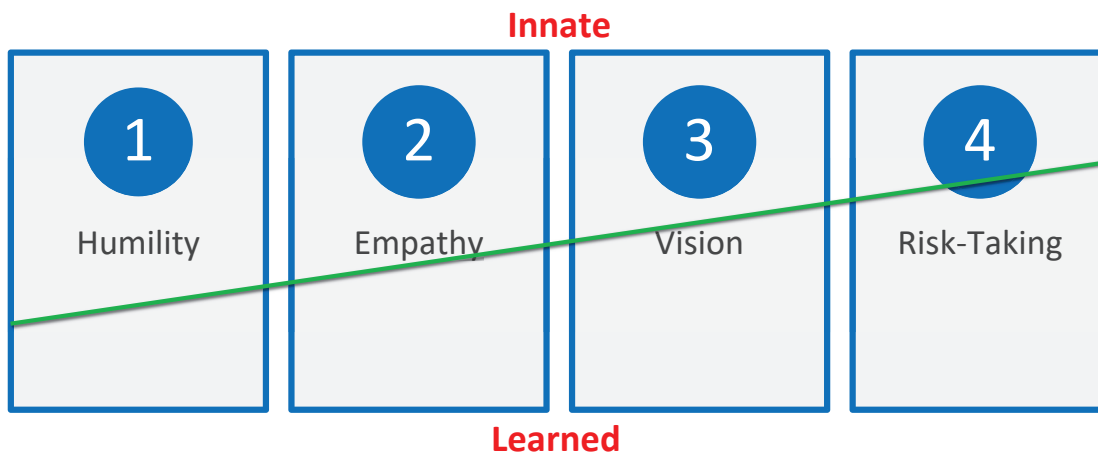 Innate
1
2
3
4
Humility
Empathy
Vision
Risk-Taking
Learned